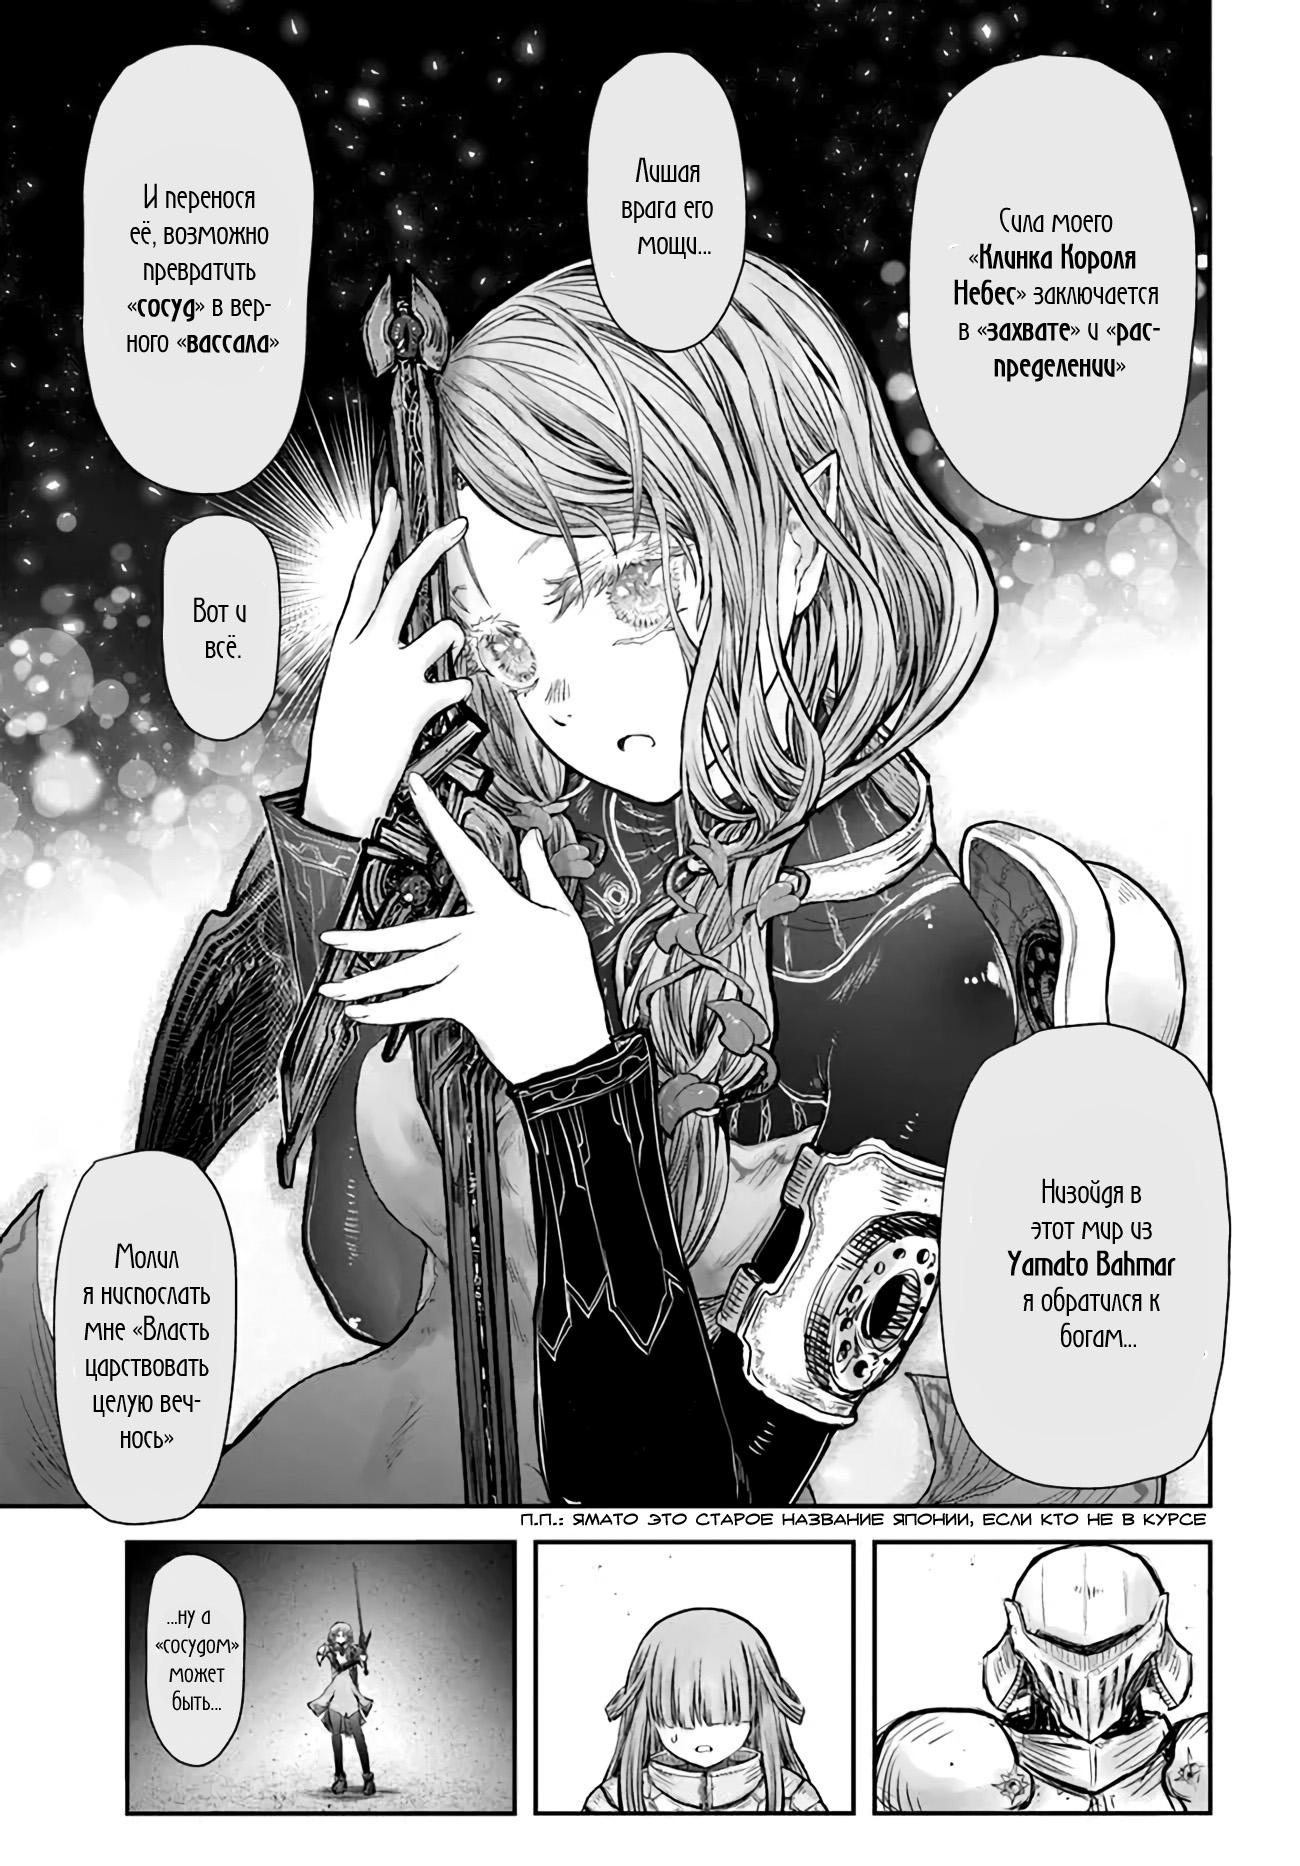 Сила моего
«Клинка Короля
Небес» заключается
в «захвате» и «рас-
пределении»
Лишая
врага его
мощи...
И перенося
её, возможно
превратить
«сосуд» в вер-
ного «вассала»
Вот и
всё.
Низойдя в
этот мир из
Yamato Bahmar
я обратился к
богам...
Молил
я ниспослать
мне «Власть
царствовать
целую веч-
нось»
П.П.: ЯМАТО ЭТО СТАРОЕ НАЗВАНИЕ ЯПОНИИ, ЕСЛИ КТО НЕ В КУРСЕ
...ну а
«сосудом»
может
быть...